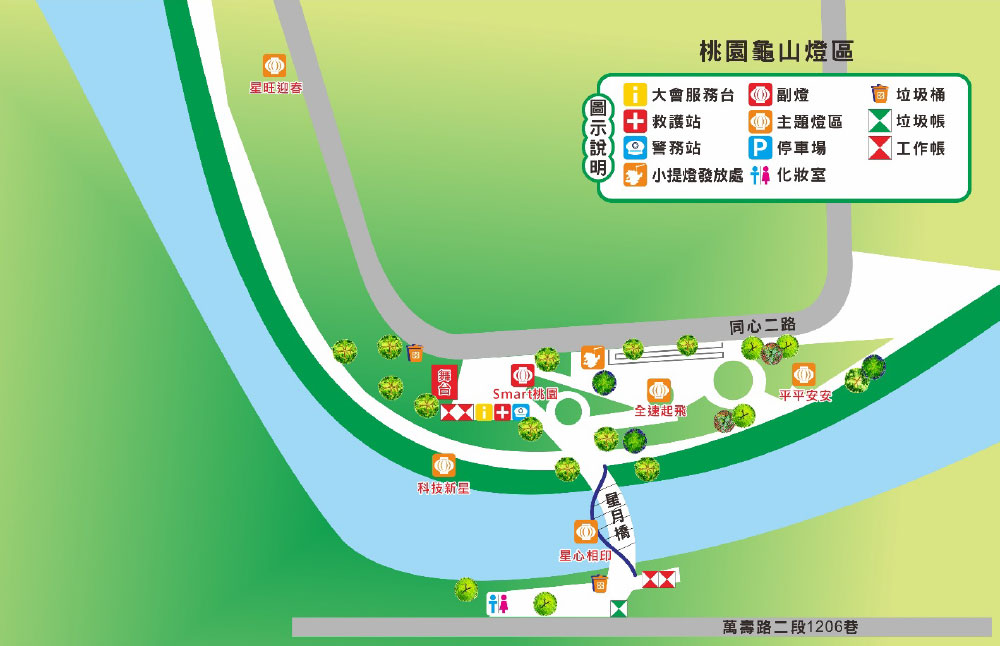 桃園龜山燈區
圖示說明
i 大會服務台
副燈
垃圾桶
救護站
主題燈區
垃圾帳
警務站
P 停車場
工作帳
小提燈發放處
化妝室
星旺迎春
同心二路
舞台
Smart桃園
i
全速起飛
平平安安
科技新星
星月橋
星心相印
萬壽路二段1206巷